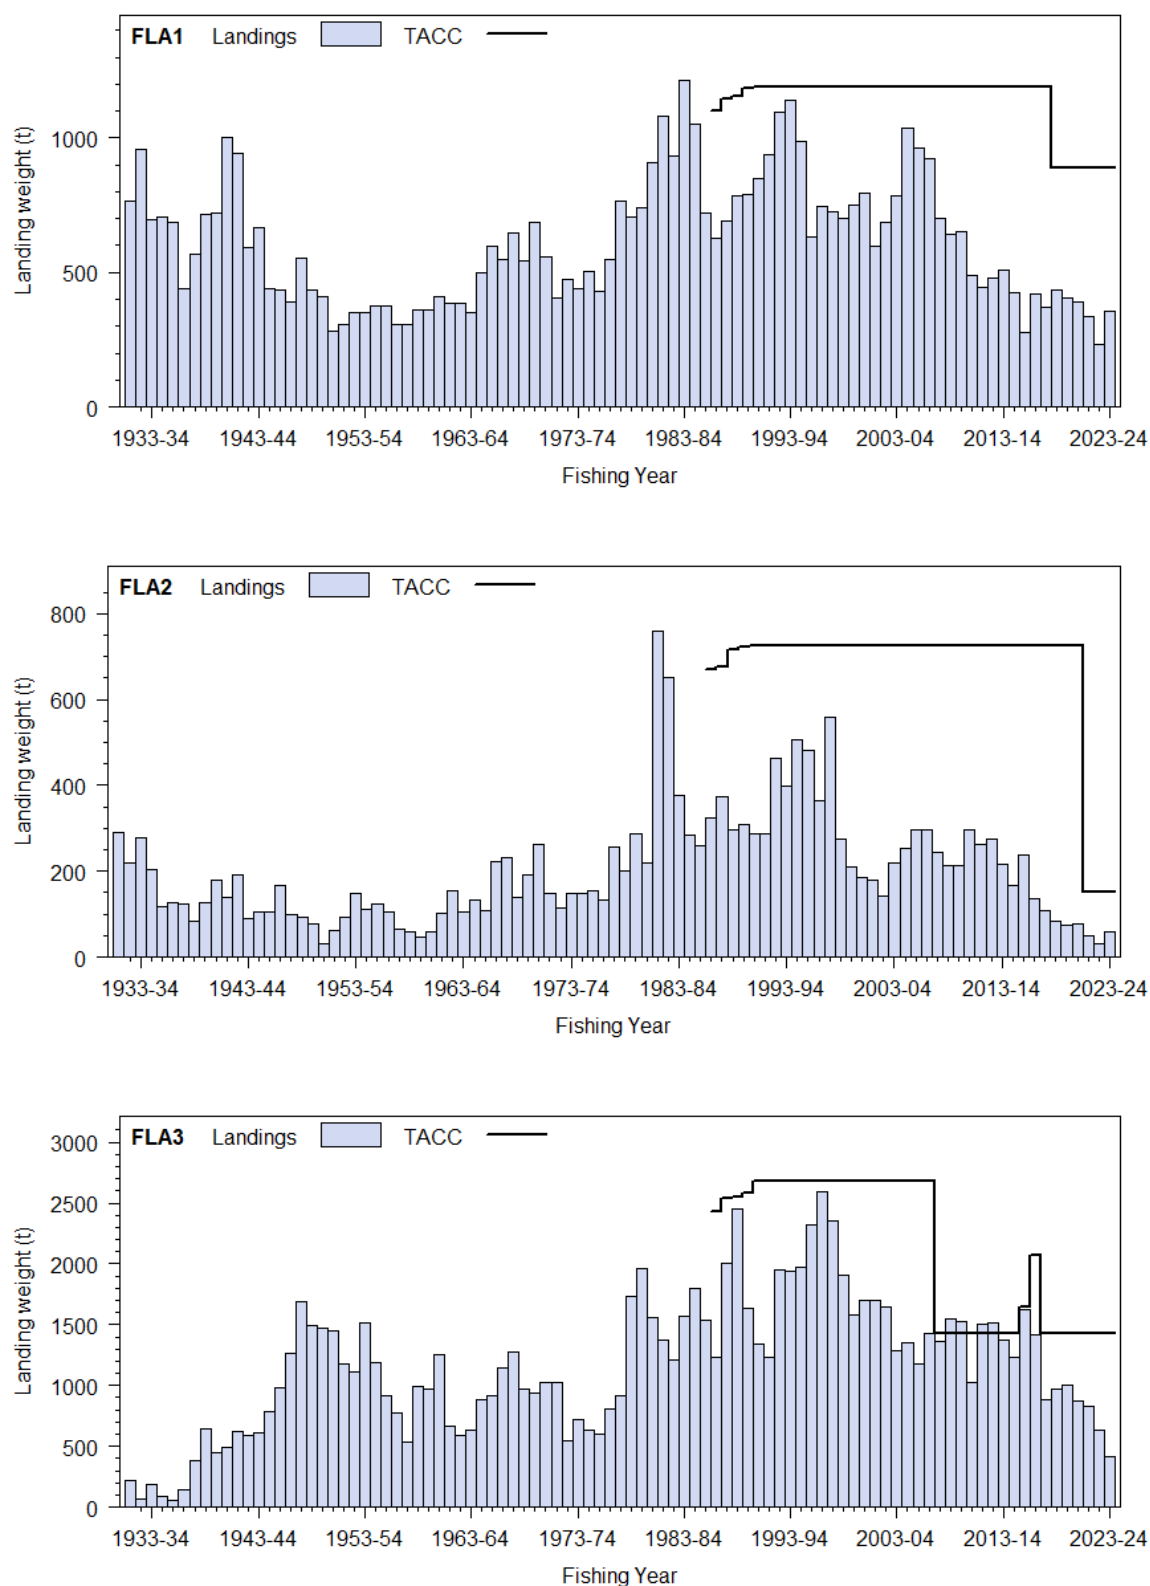 FLA1 Landings TACC
Landing weight (t)
1000
500
0
1933-34 1943-44 1953-54 1963-64 1973-74 1983-84 1993-94 2003-04 2013-14 2023-24
Fishing Year
FLA2 Landings TACC
Landing weight (t)
800
600
400
200
0
1933-34 1943-44 1953-54 1963-64 1973-74 1983-84 1993-94 2003-04 2013-14 2023-24
Fishing Year
FLA3 Landings TACC
Landing weight (t)
3000
2500
2000
1500
1000
500
0
1933-34 1943-44 1953-54 1963-64 1973-74 1983-84 1993-94 2003-04 2013-14 2023-24
Fishing Year